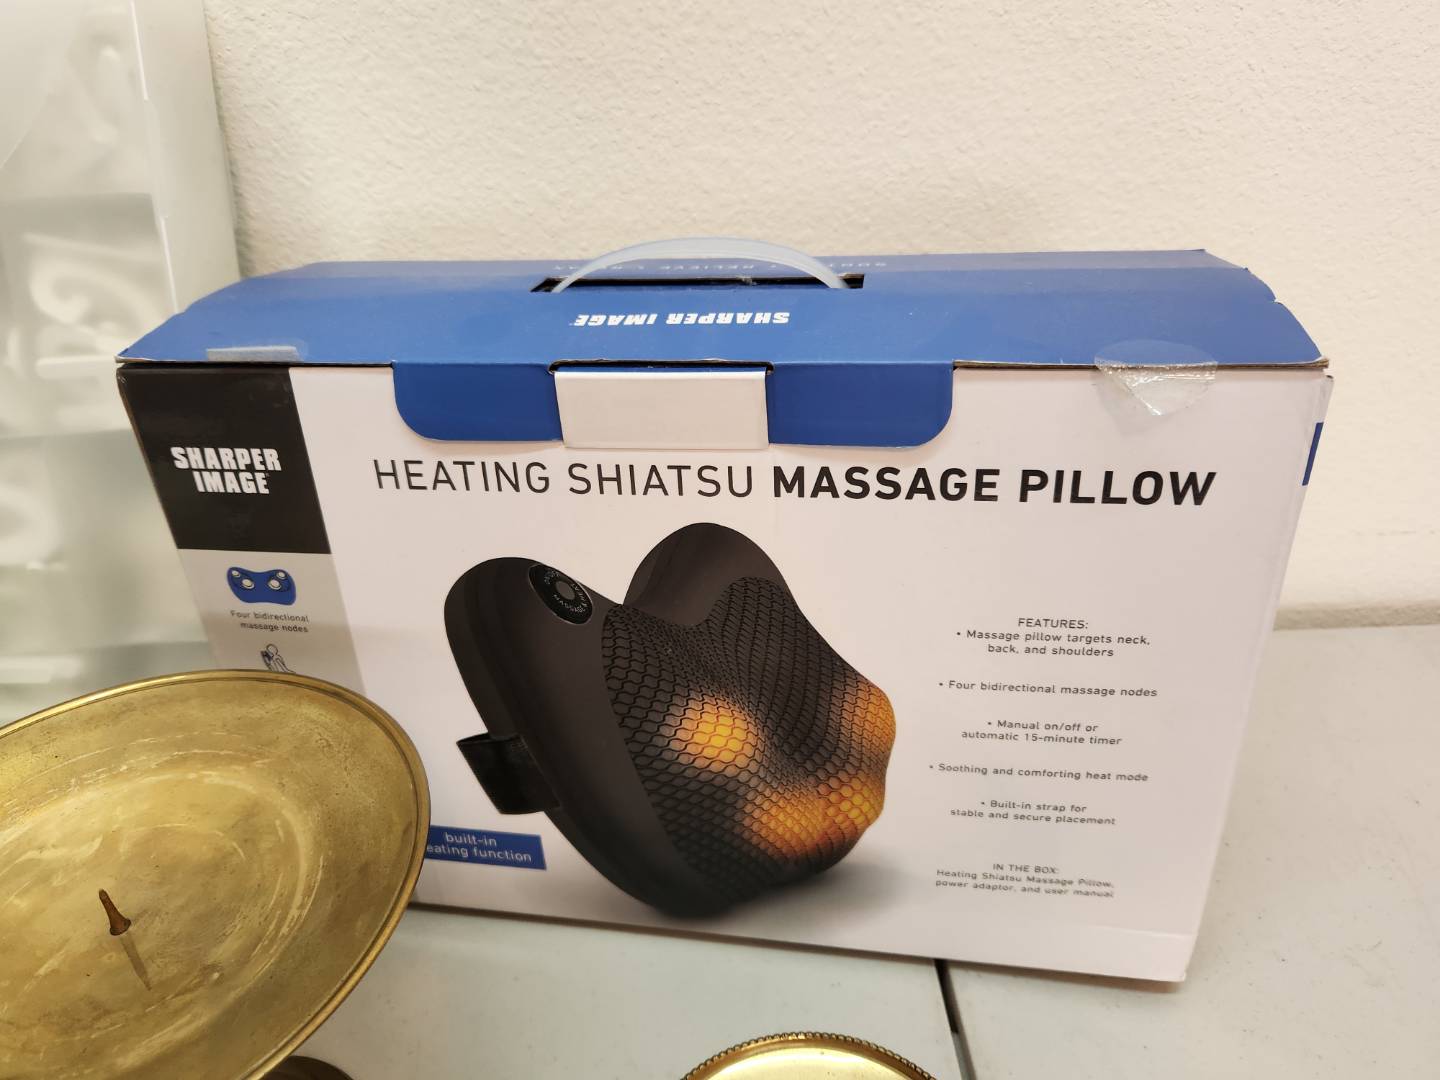 SHARPER IMAGE
SHARPER
IMAGE
HEATING SHIATSU MASSAGE PILLOW
Four bidirectional
massage nodes
MASSAGE
HEAT
built-in
eating function
FEATURES:
• Massage pillow targets neck,
back, and shoulders
• Four bidirectional massage nodes
• Manual on/off or
automatic 15-minute timer
• Soothing and comforting heat mode
• Built-in strap for
stable and secure placement
IN THE BOX:
Heating Shiatsu Massage Pillow,
power adaptor, and user manual